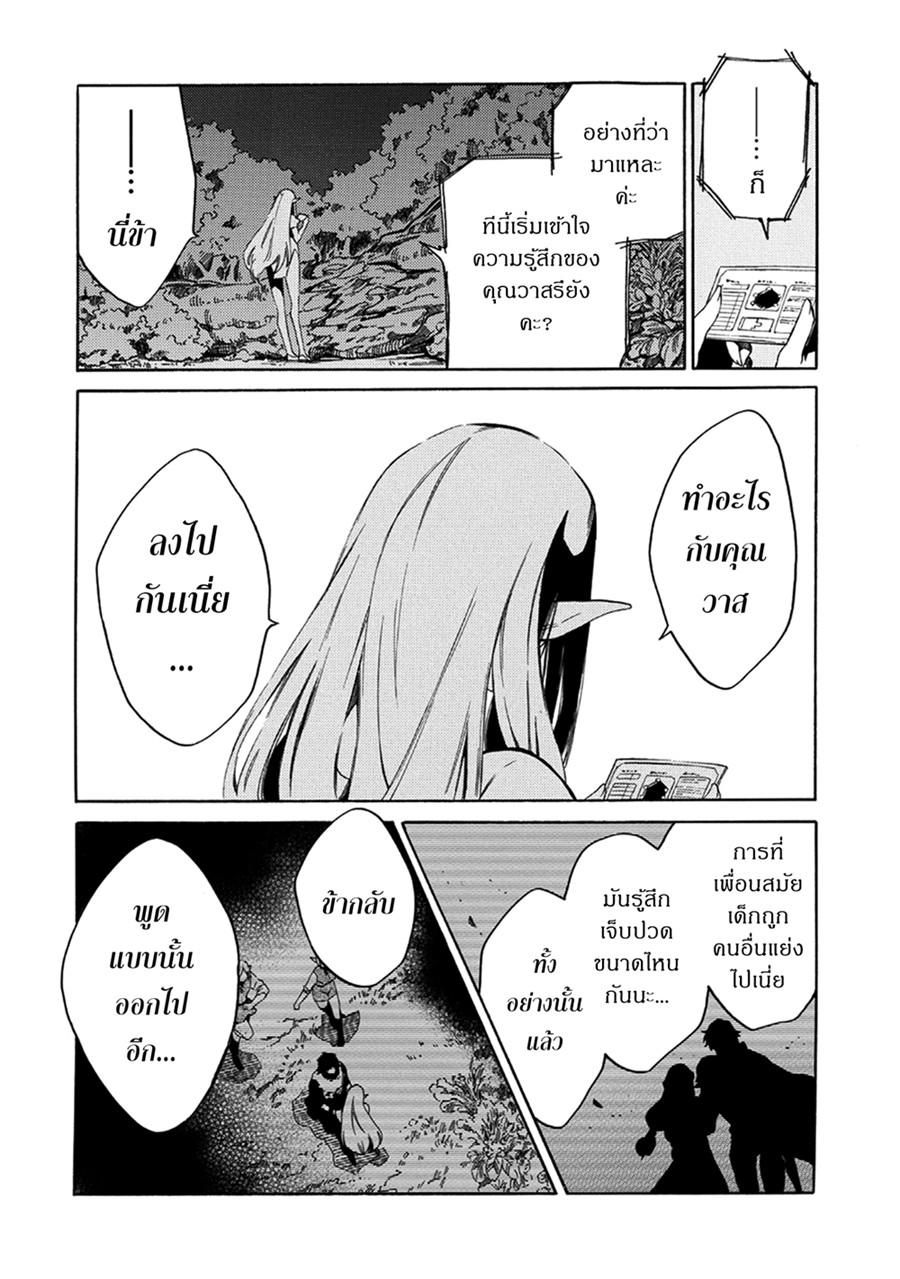 ―…
ก็
อย่างที่ว่า
มาแหละ
ค่ะ
ทีนี้เริ่มเข้าใจ
ความรู้สึกของ
คุณวาสรียัง
คะ?
―…
นี่ข้า
ทำอะไร
กับคุณ
วาส
ลงไป
กันเนี่ย
...
การที่
เพื่อนสมัย
เด็กถูก
คนอื่นแย่ง
ไปเนี่ย
มันรู้สึก
เจ็บปวด
ขนาดไหน
กันนะ...
ทั้ง
อย่างนั้น
แล้ว
ข้ากลับ
พูด
แบบนั้น
ออกไป
อีก...